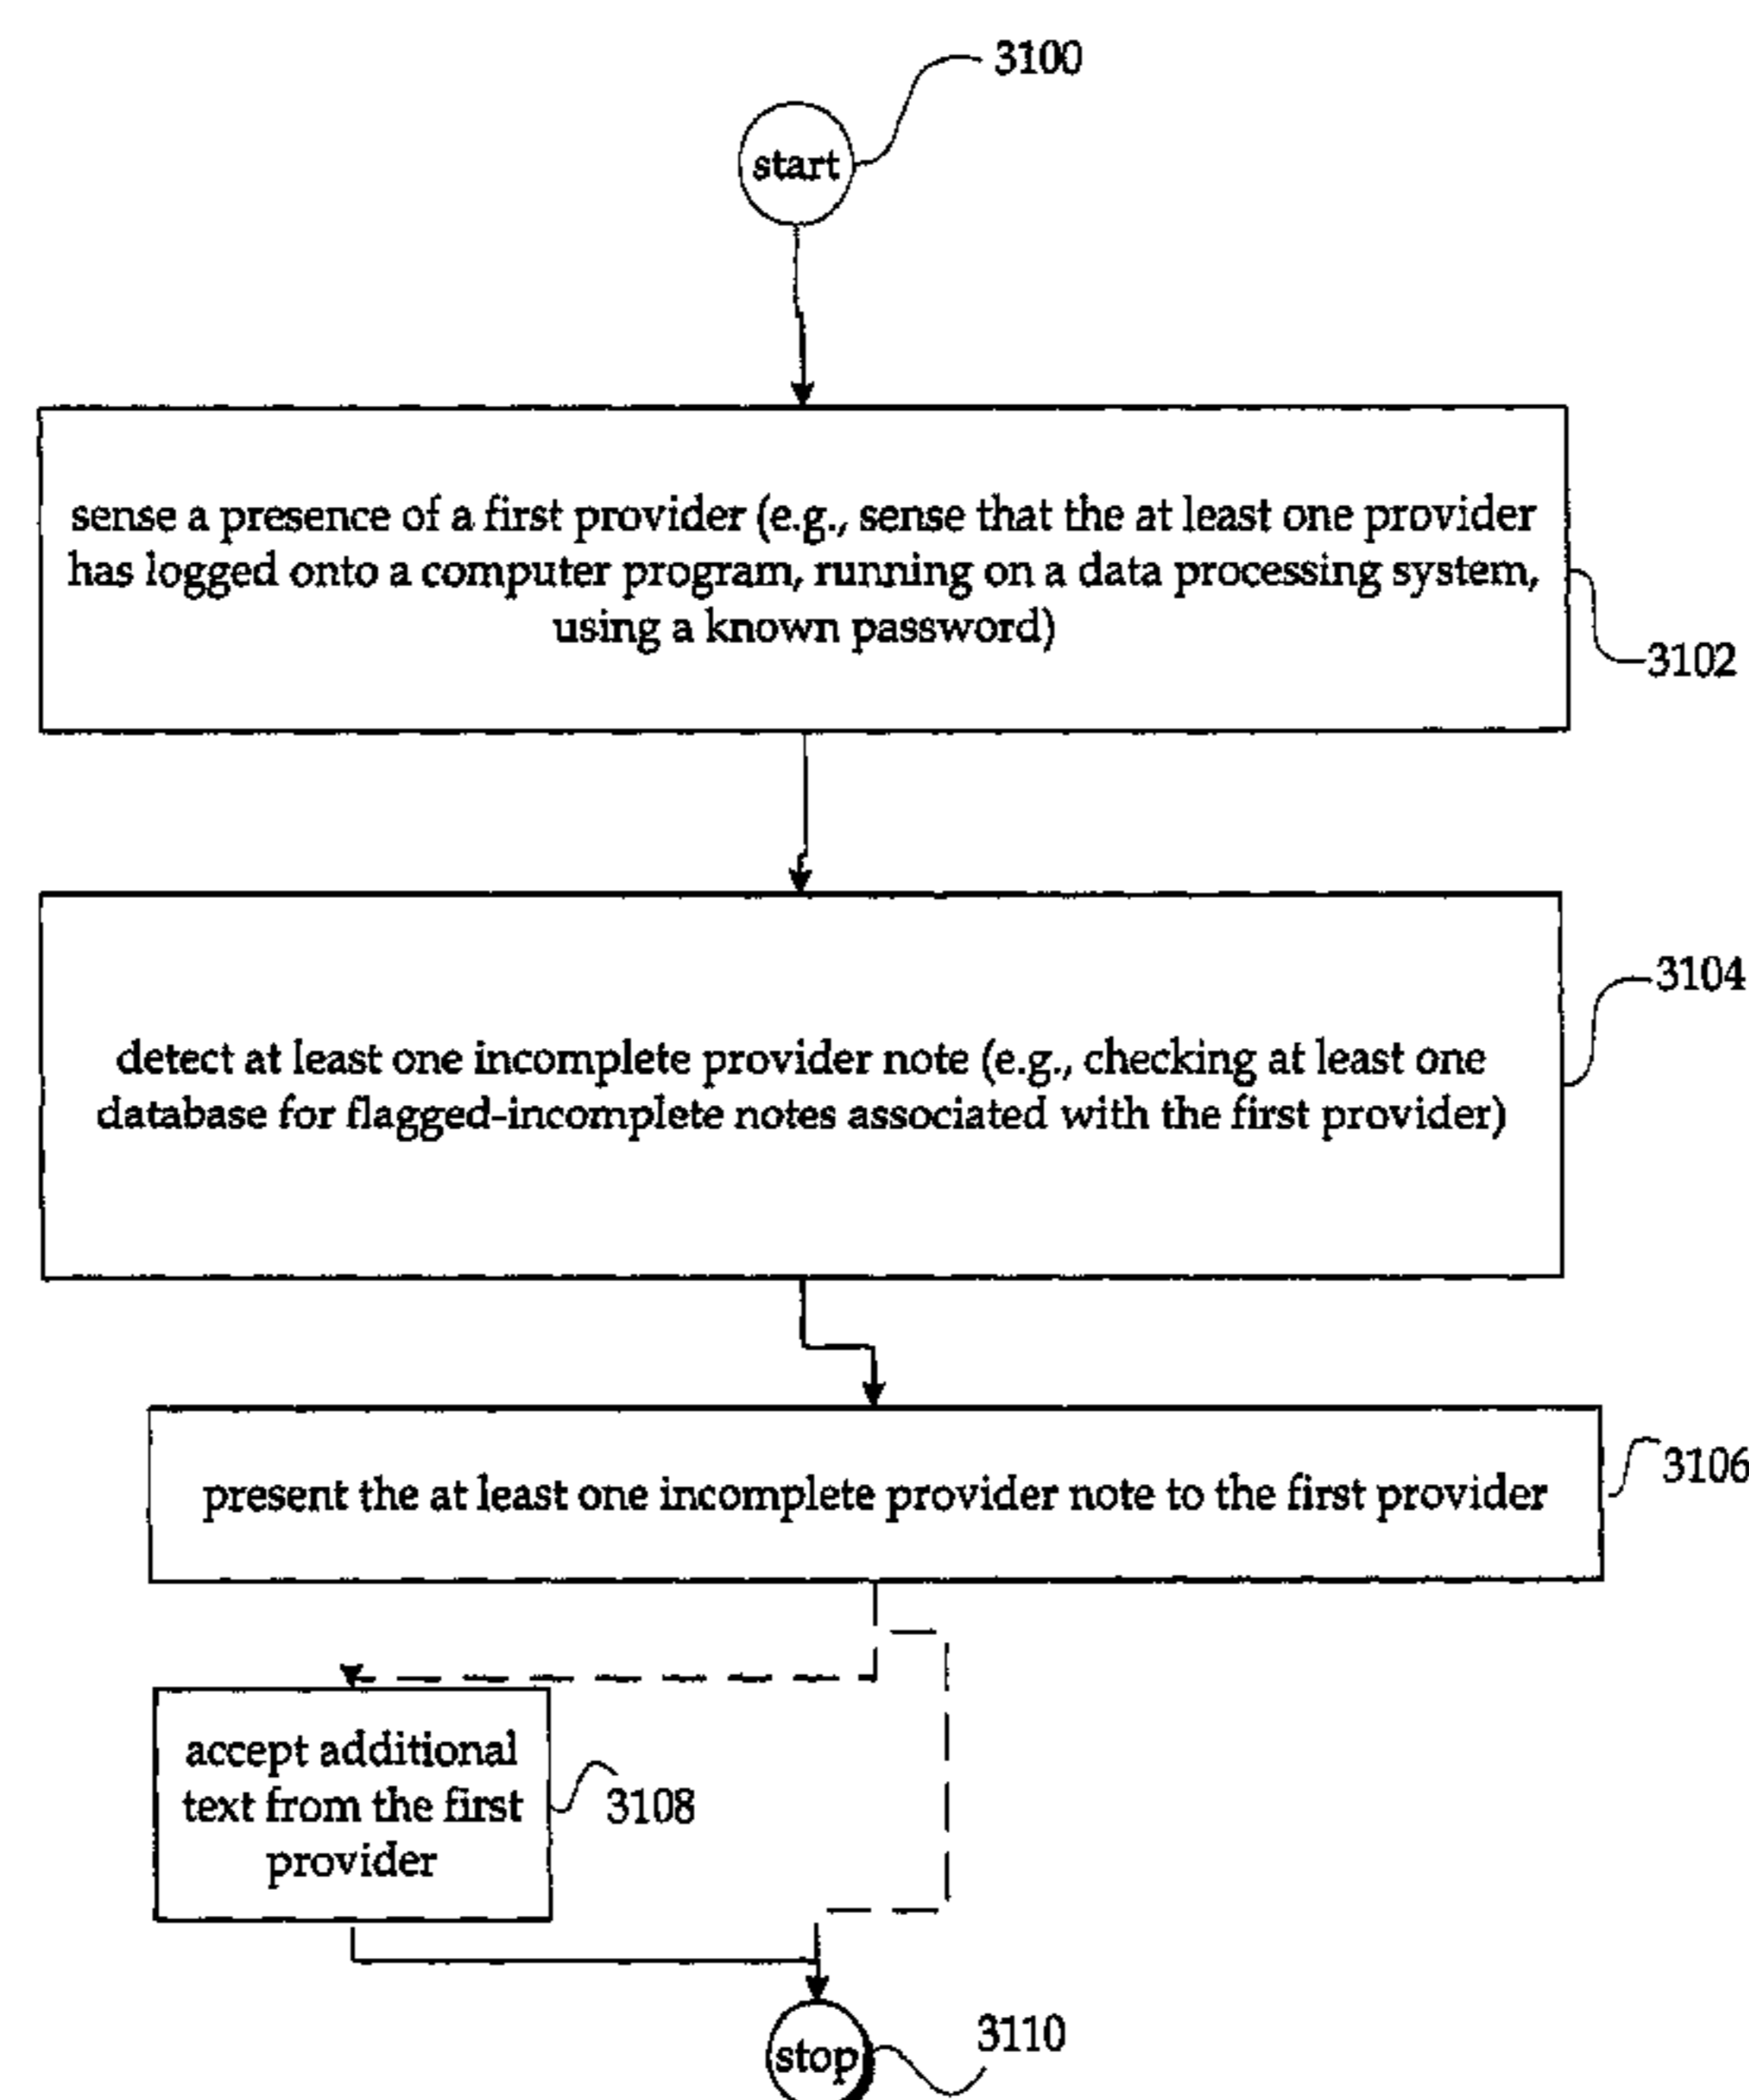 3100
start
sense a presence of a first provider (e.g., sense that the at least one provider
has logged onto a computer program, running on a data processing system,
using a known password)
3102
3104
detect at least one incomplete provider note (e.g., checking at least one
database for flagged-incomplete notes associated with the first provider)
3106
present the at least one incomplete provider note to the first provider
accept additional
text from the first
provider
3108
3110
stop